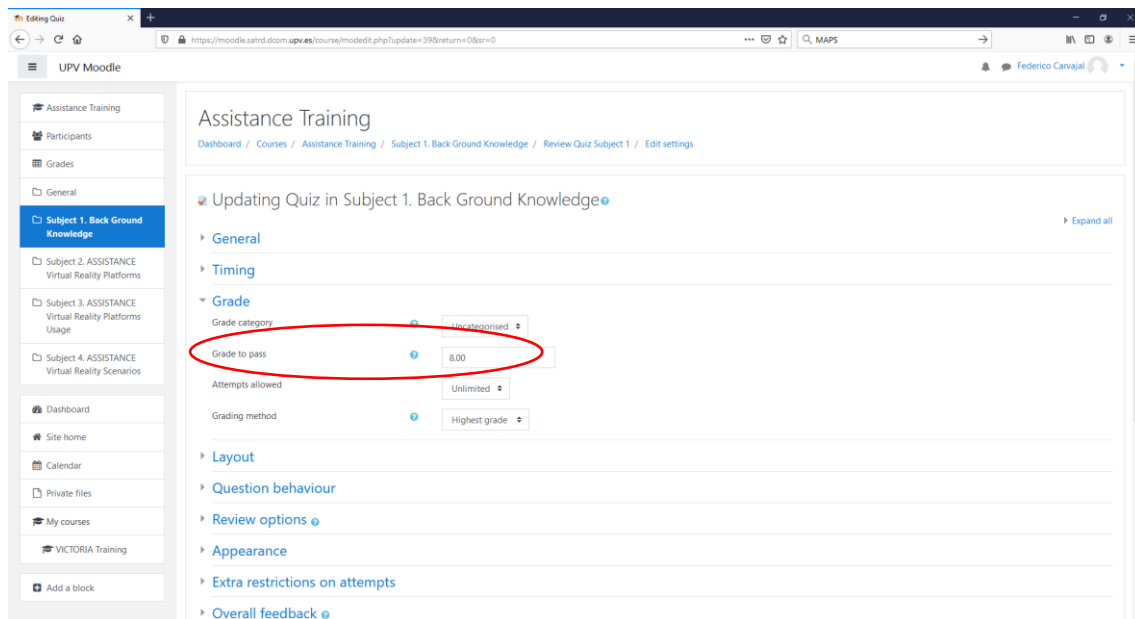 Editing Quiz
https://moodle.satrd.dcom.upv.es/course/modedit.php?update=39&return=0&sr=0
MAPS
UPV Moodle
Federico Carvajal
Assistance Training
Participants
Grades
General
Subject 1. Back Ground
Knowledge
Subject 2. ASSISTANCE
Virtual Reality Platforms
Subject 3. ASSISTANCE
Virtual Reality Platforms
Usage
Subject 4. ASSISTANCE
Virtual Reality Scenarios
Dashboard
Site home
Calendar
Private files
My courses
VICTORIA Training
Add a block
Assistance Training
Dashboard / Courses / Assistance Training / Subject 1. Back Ground Knowledge / Review Quiz Subject 1 / Edit settings
Updating Quiz in Subject 1. Back Ground Knowledge
Expand all
General
Timing
Grade
Grade category
Uncategorised
Grade to pass
8.00
Attempts allowed
Unlimited
Grading method
Highest grade
Layout
Question behaviour
Review options
Appearance
Extra restrictions on attempts
Overall feedback